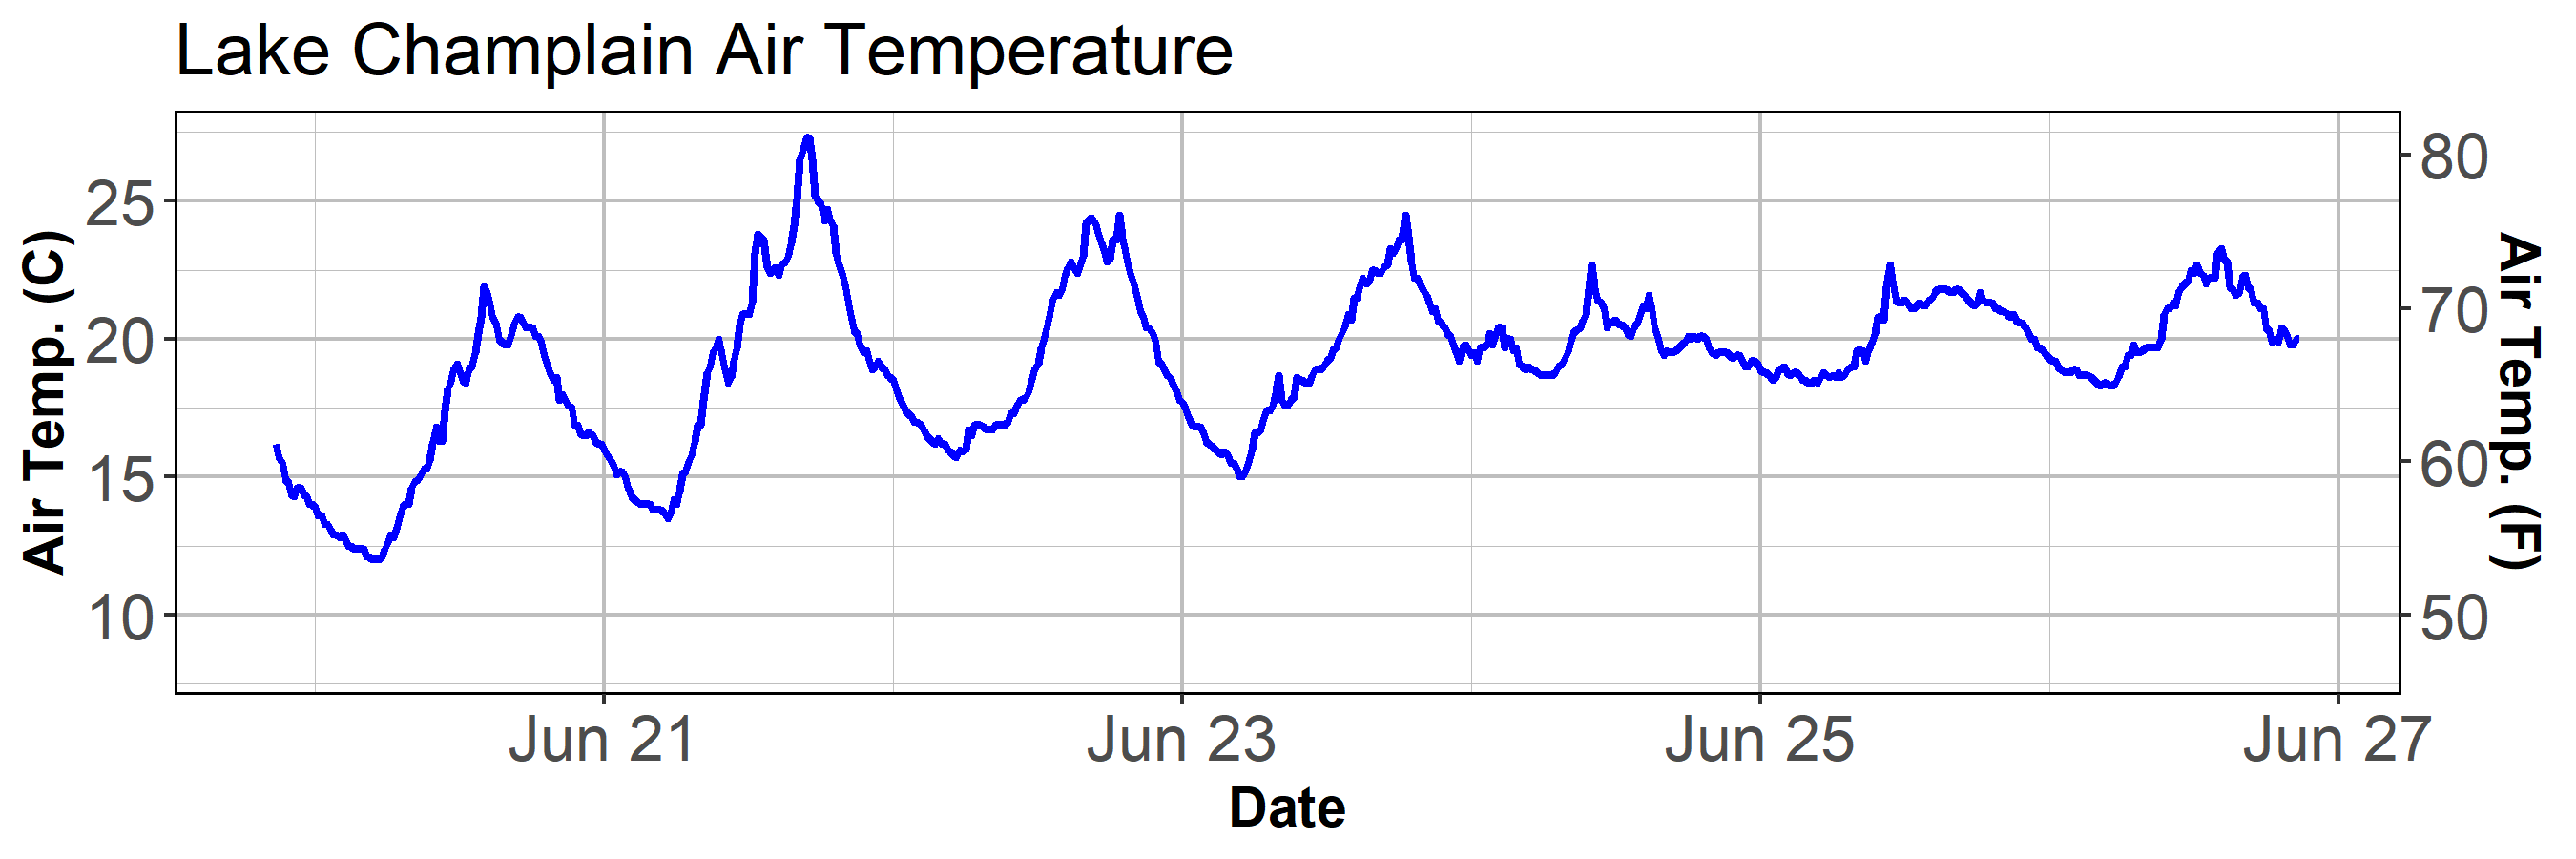 Lake Champlain Air Temperature
Air Temp. (C)
25
20
15
10
80
70
60
50
Air Temp. (F)
Jun 21
Jun 23
Jun 25
Jun 27
Date